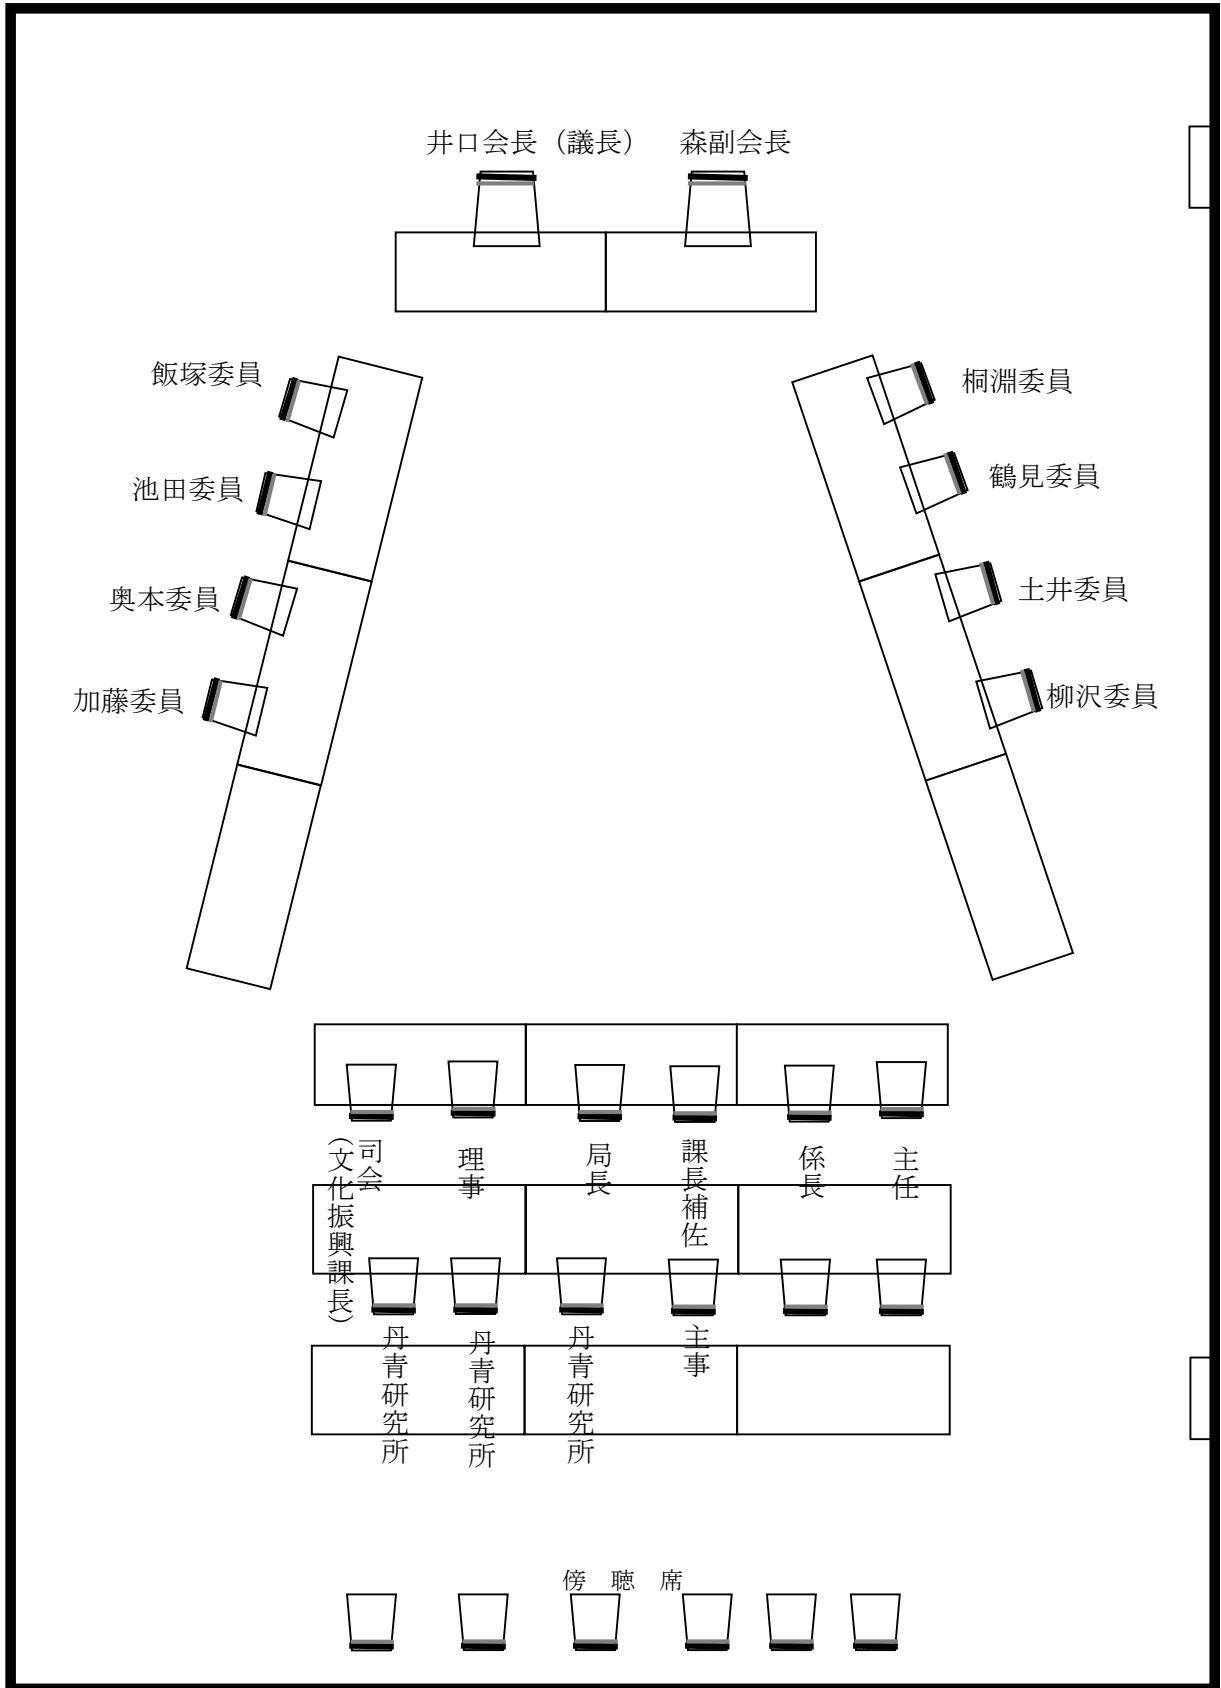 井口会長（議長）
森副会長
飯塚委員
桐淵委員
池田委員
鶴見委員
奥本委員
土井委員
加藤委員
柳沢委員
司会
（文化振興課長）
理事
局長
課長補佐
係長
主任
丹青研究所
丹青研究所
丹青研究所
主事
傍　聴　席